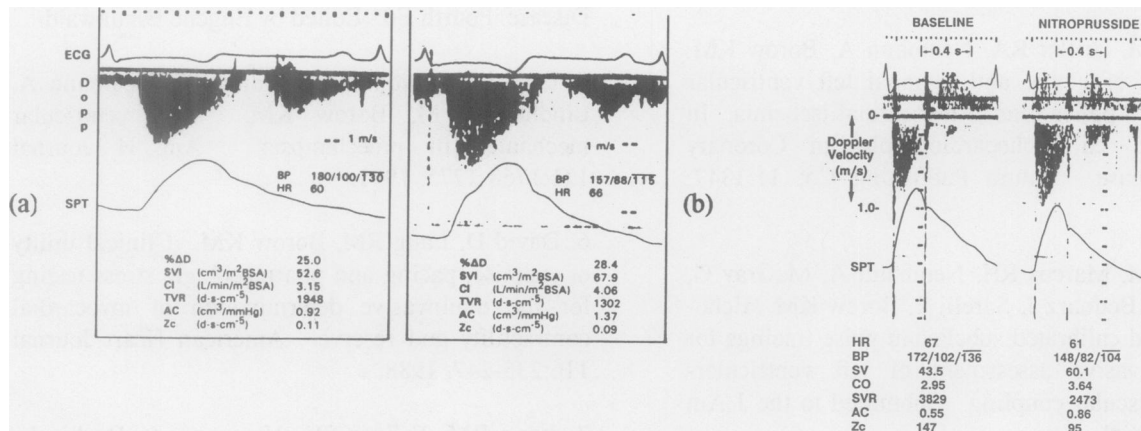 (a)
ECG
D
o
p
p
1 m/s
BP 180/100/130
HR 60
SPT
%ΔD 25.0
SVI (cm³/m²BSA) 52.6
CI (L/min/m²BSA) 3.15
TVR (d·s·cm⁻⁵) 1948
AC (cm³/mmHg) 0.92
Zc (d·s·cm⁻⁵) 0.11
1 m/s
BP 157/88/115
HR 66
%ΔD 28.4
SVI (cm³/m²BSA) 67.9
CI (L/min/m²BSA) 4.06
TVR (d·s·cm⁻⁵) 1302
AC (cm³/mmHg) 1.37
Zc (d·s·cm⁻⁵) 0.09
(b)
BASELINE NITROPRUSSIDE
0.4 s 0.4 s
0-
Doppler
Velocity
(m/s)
1.0-
SPT
HR 67
BP 172/102/136 148/82/104
SV 43.5 60.1
CO 2.95 3.64
SVR 3829 2473
AC 0.55 0.86
Zc 147 95